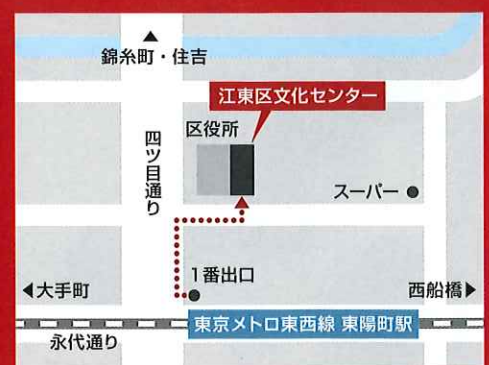 ▲
錦糸町・住吉
江東区文化センター
区役所
四ツ目通り
スーパー ●
1番出口
◀大手町
西船橋▶
東京メトロ東西線 東陽町駅
永代通り